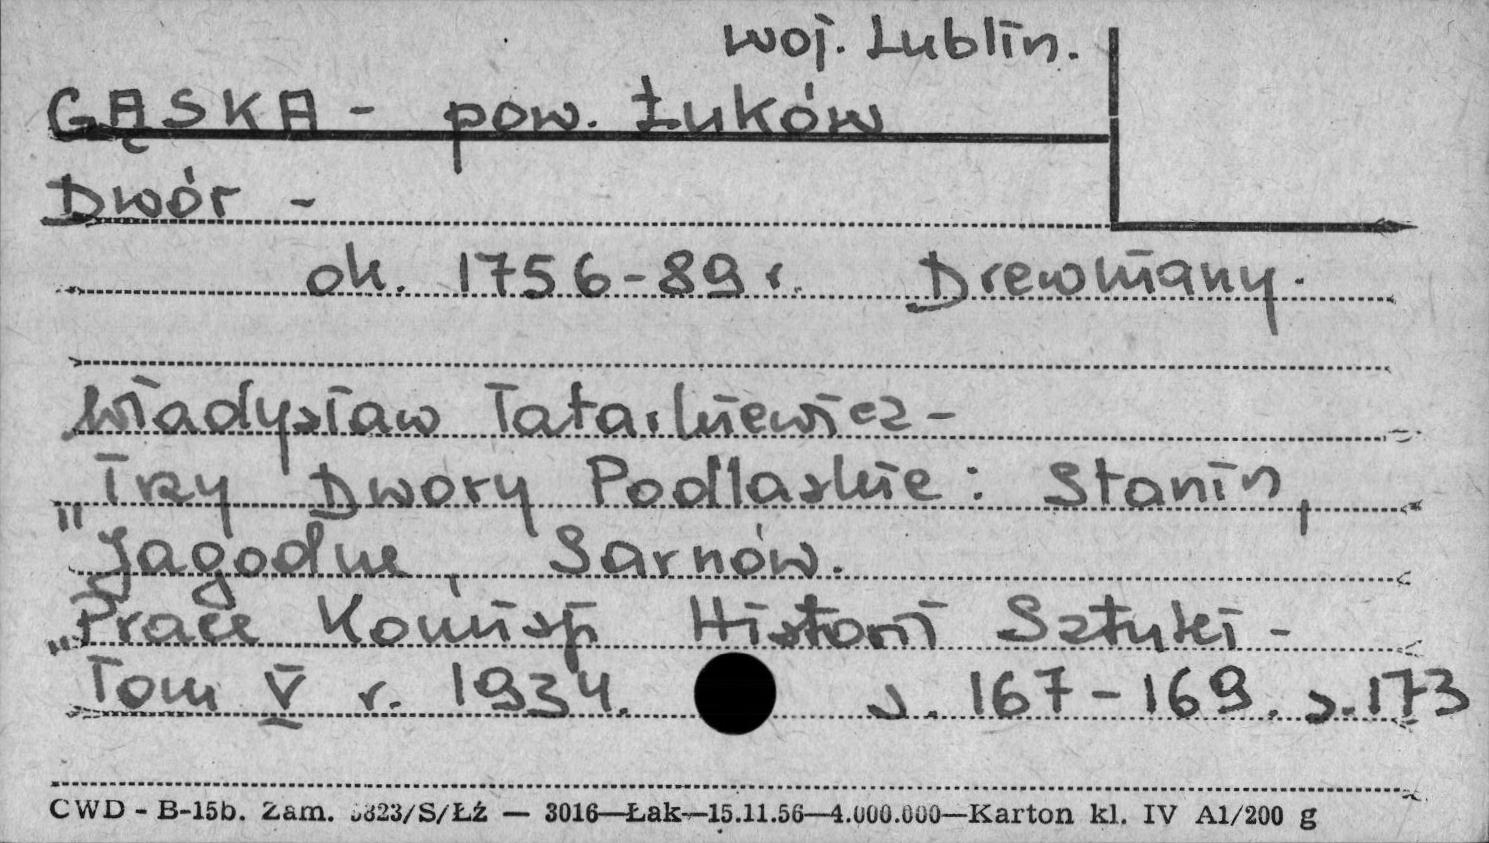 woj. Lublin.
GĄSKA - pow. Łuków
Dwór -
ok. 1756-89 r. Drewniany.
Władysław Tatarkiewicz -
"Trzy Dwory Podlaskie: Stanin,
Jagodne, Sarnów.
"Prace Komisji Historii Sztuki -
Tom V r. 1934. s. 167-169. s. 173
CWD - B-15b. Zam. 5823/S/ŁŹ — 3016—Łak—15.11.56—4.000.000—Karton kl. IV A1/200 g